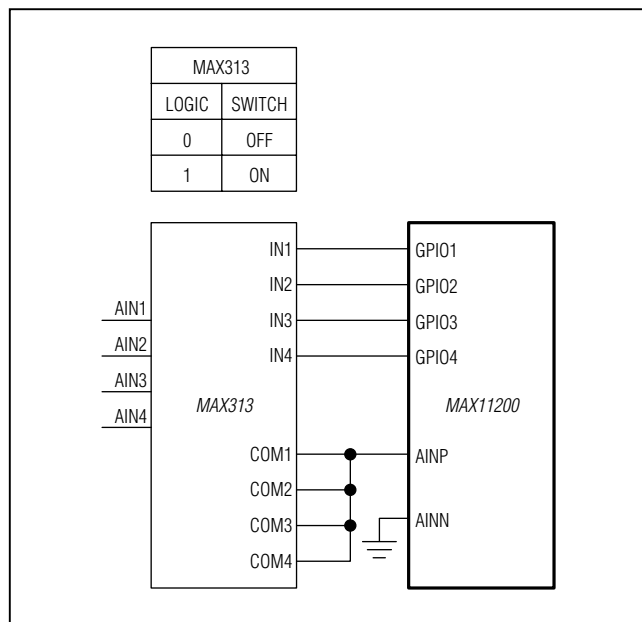 MAX313
LOGIC SWITCH
0 OFF
1 ON
IN1 GPIO1
IN2 GPIO2
AIN1 IN3 GPIO3
AIN2 IN4 GPIO4
AIN3
AIN4
MAX313 MAX11200
COM1 AINP
COM2
COM3 AINN
COM4